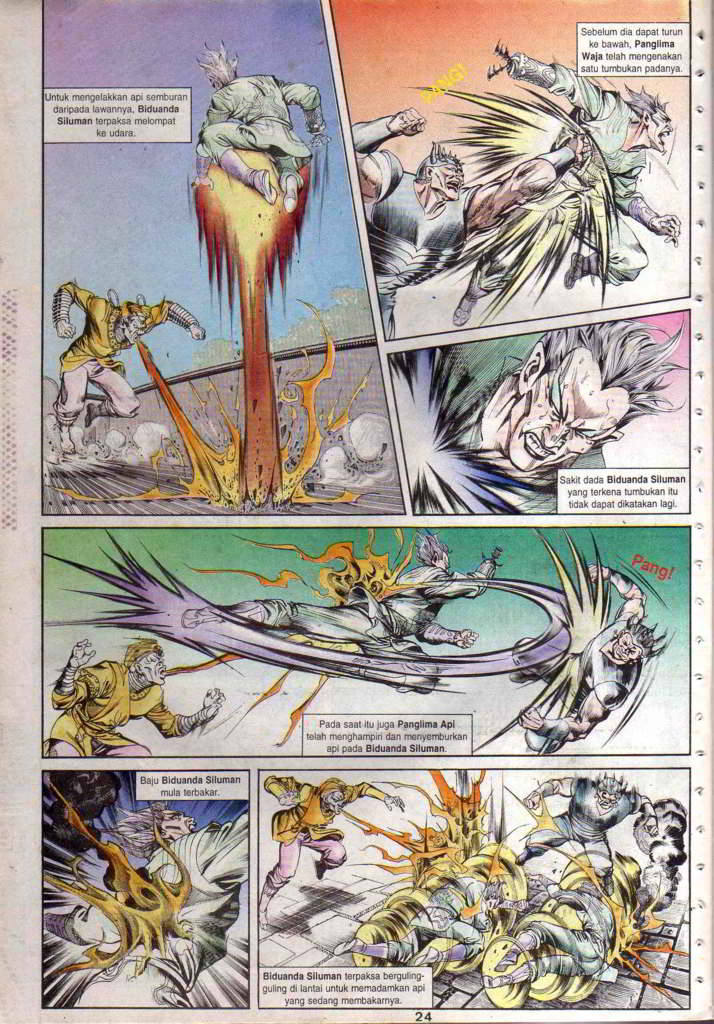 Untuk mengelakkan api semburan
daripada lawannya, Biduanda
Siluman terpaksa melompat
ke udara.
Sebelum dia dapat turun
ke bawah, Panglima
Waja telah mengenakan
satu tumbukan padanya.
PANG!
Sakit dada Biduanda Siluman
yang terkena tumbukan itu
tidak dapat dikatakan lagi.
Pang!
Pada saat itu juga Panglima Api
telah menghampiri dan menyemburkan
api pada Biduanda Siluman.
Baju Biduanda Siluman
mula terbakar.
Biduanda Siluman terpaksa berguling-
guling di lantai untuk memadamkan api
yang sedang membakarnya.
24